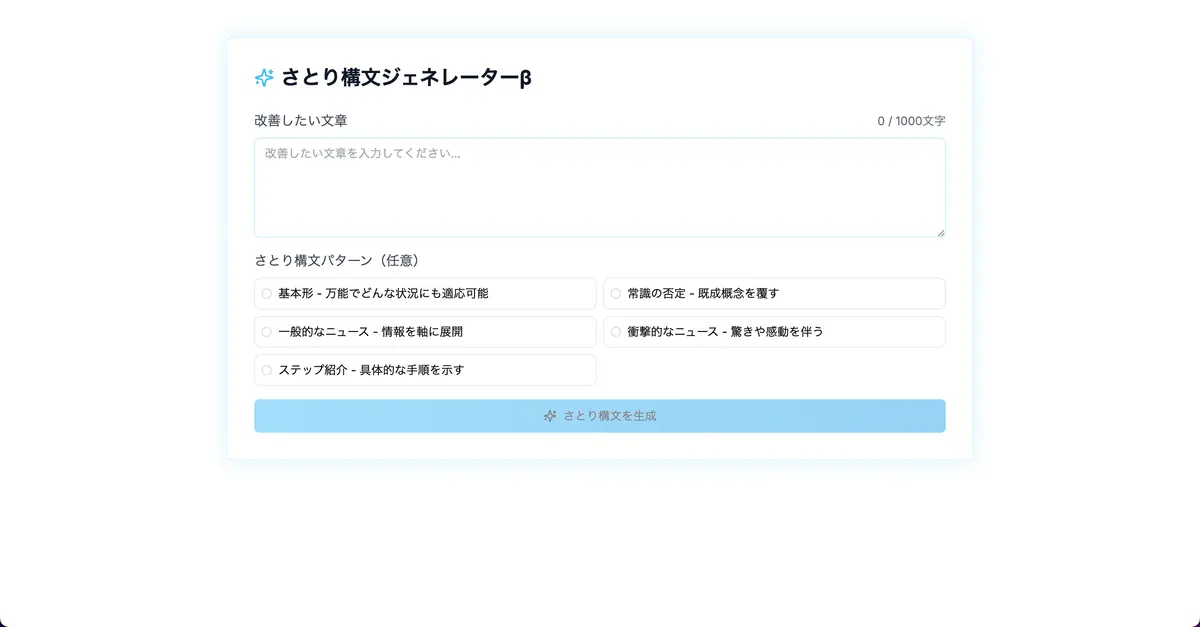 さとり構文ジェネレーターβ
改善したい文章
0 / 1000文字
改善したい文章を入力してください...
さとり構文パターン（任意）
基本形 - 万能でどんな状況にも適応可能
常識の否定 - 既成概念を覆す
一般的なニュース - 情報を軸に展開
衝撃的なニュース - 驚きや感動を伴う
ステップ紹介 - 具体的な手順を示す
さとり構文を生成